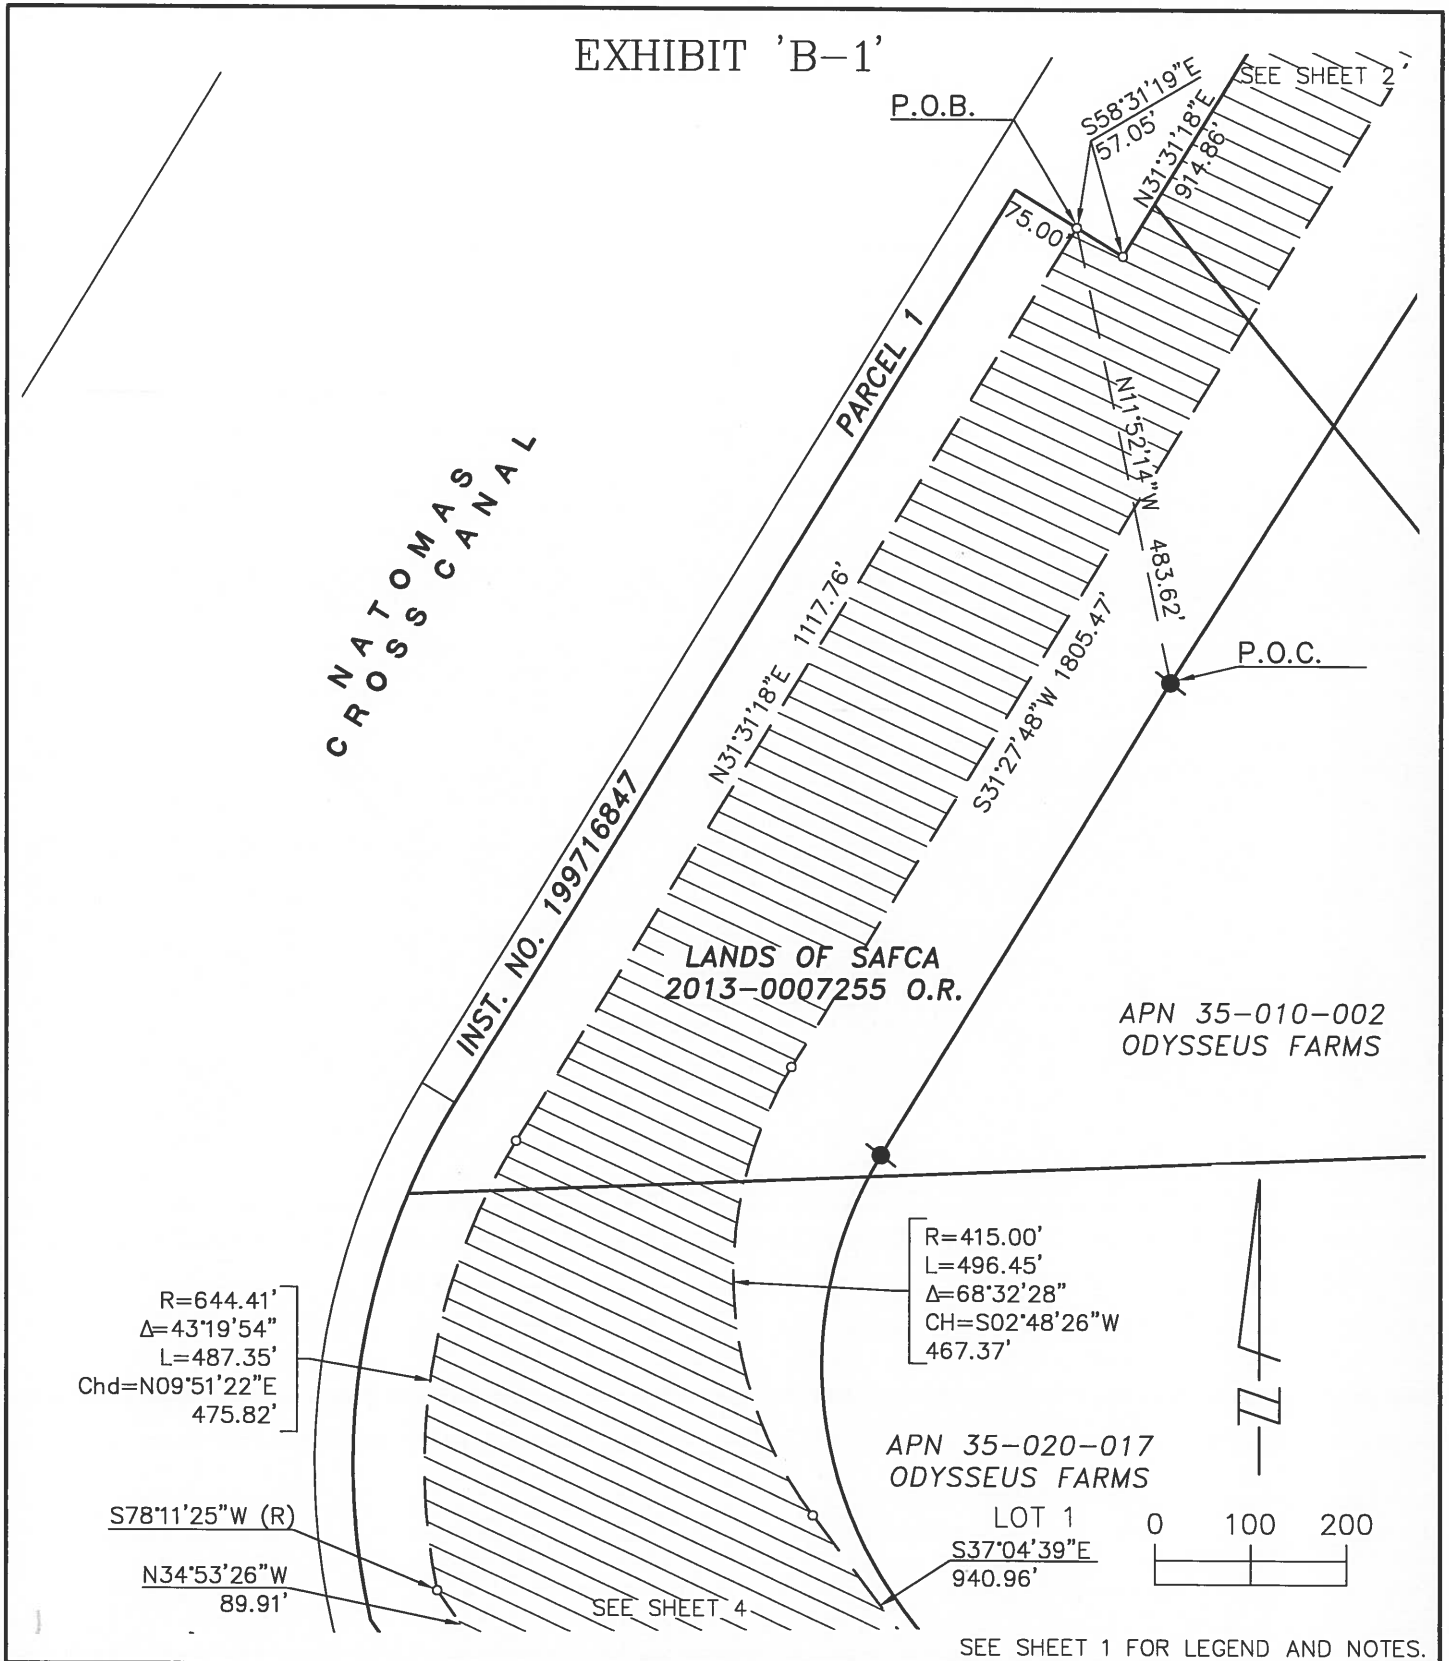 EXHIBIT 'B-1'
SEE SHEET 2
P.O.B.
S58°31'19"E
57.05'
N31°31'18"E
914.86'
75.00'
PARCEL 1
N11°52'14"W 483.62'
NATOMAS
CROSS CANAL
N31°31'18"E 1117.76'
S31°27'48"W 1805.47'
P.O.C.
INST. NO. 199716847
LANDS OF SAFCA
2013-0007255 O.R.
APN 35-010-002
ODYSSEUS FARMS
R=415.00'
L=496.45'
Δ=68°32'28"
CH=S02°48'26"W
467.37'
R=644.41'
Δ=43°19'54"
L=487.35'
Chd=N09°51'22"E
475.82'
N
APN 35-020-017
ODYSSEUS FARMS
LOT 1
S37°04'39"E
940.96'
0 100 200
S78°11'25"W (R)
N34°53'26"W
89.91'
SEE SHEET 4
SEE SHEET 1 FOR LEGEND AND NOTES.